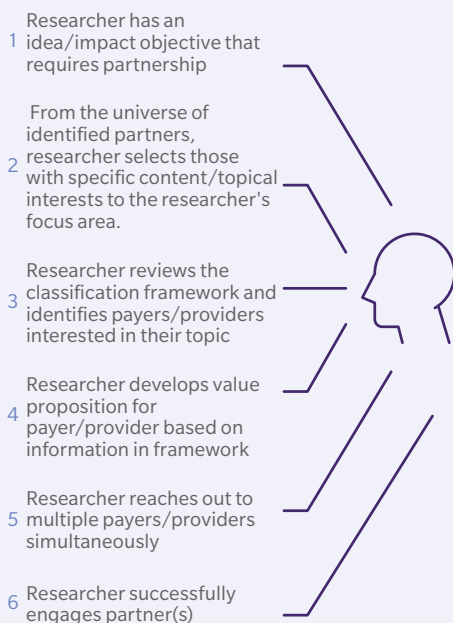 Researcher has an
1 idea/impact objective that
requires partnership
From the universe of
identified partners,
2 researcher selects those
with specific content/topical
interests to the researcher's
focus area.
Researcher reviews the
3 classification framework and
identifies payers/providers
interested in their topic
Researcher develops value
4 proposition for
payer/provider based on
information in framework
Researcher reaches out to
5 multiple payers/providers
simultaneously
6 Researcher successfully
engages partner(s)